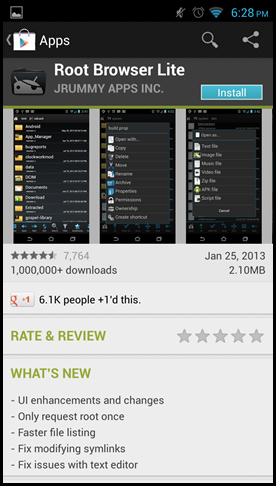 6:28 PM
Apps
Root Browser Lite
JRUMMY APPS INC.
Install
Android
App_Manager
bugreports
clockworkmod
data
DCIM
Documents
Download
Extracted
gospel-library
build.prop
Open with...
Copy
Delete
Move
Rename
Archive
Properties
Permissions
Ownership
Create shortcut
Open as...
Text file
Image file
Music file
Video file
Zip file
APK file
Script file
Cancel
7,764
Jan 25, 2013
1,000,000+ downloads
2.10MB
g +1
6.1K people +1'd this.
RATE & REVIEW
WHAT'S NEW
- UI enhancements and changes
- Only request root once
- Faster file listing
- Fix modifying symlinks
- Fix issues with text editor